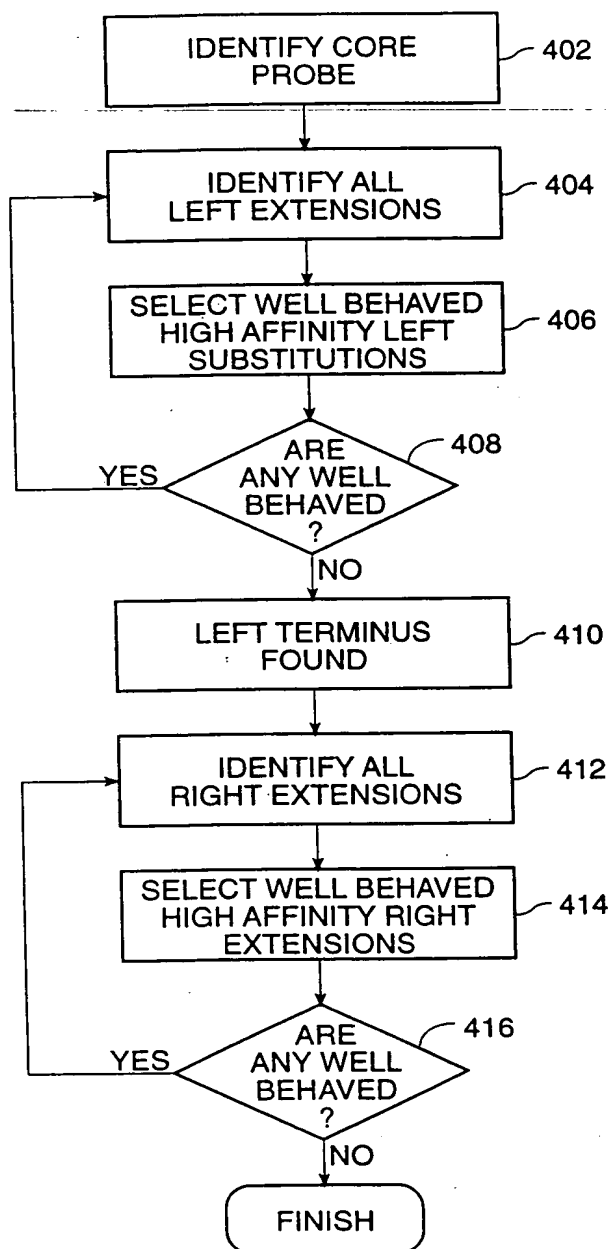 IDENTIFY CORE
PROBE
402
IDENTIFY ALL
LEFT EXTENSIONS
404
SELECT WELL BEHAVED
HIGH AFFINITY LEFT
SUBSTITUTIONS
406
ARE
ANY WELL
BEHAVED
?
408
YES
NO
LEFT TERMINUS
FOUND
410
IDENTIFY ALL
RIGHT EXTENSIONS
412
SELECT WELL BEHAVED
HIGH AFFINITY RIGHT
EXTENSIONS
414
ARE
ANY WELL
BEHAVED
?
416
YES
NO
FINISH